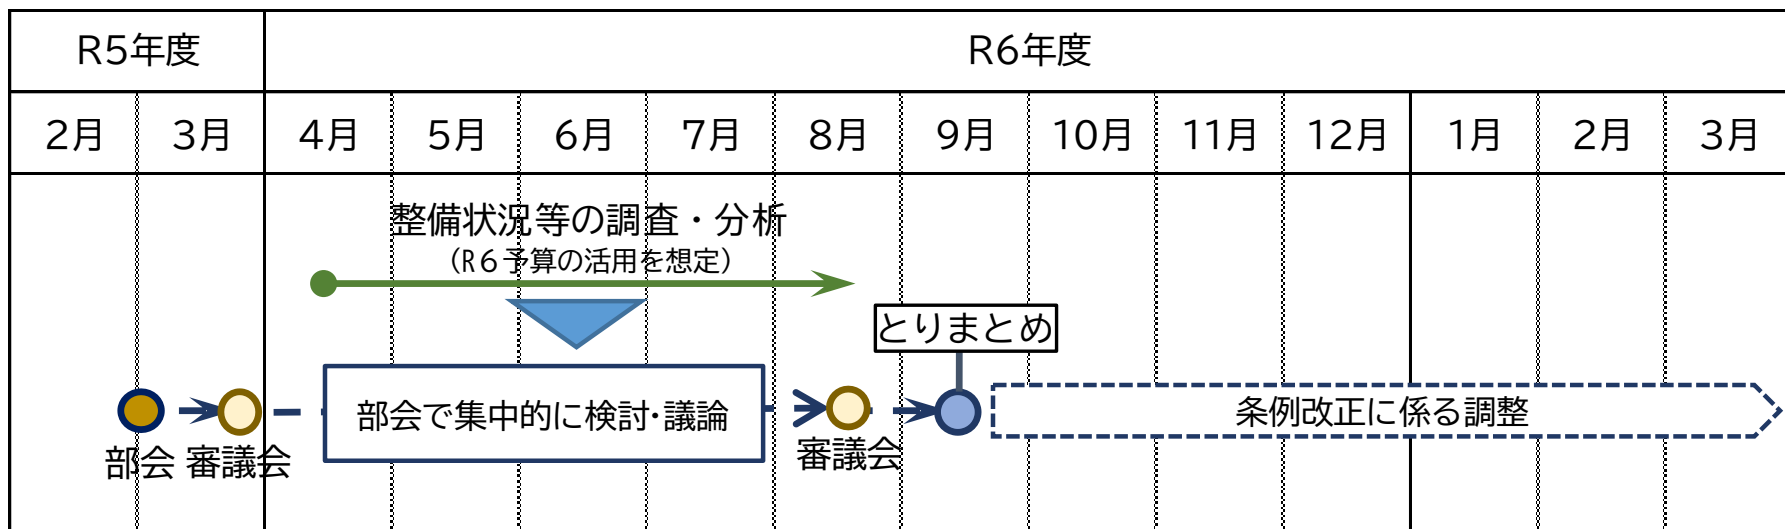 R5年度
R6年度
2月
3月
4月
5月
6月
7月
8月
9月
10月
11月
12月
1月
2月
3月
整備状況等の調査・分析
（R６予算の活用を想定）
とりまとめ
部会で集中的に検討・議論
条例改正に係る調整
部会
審議会
審議会